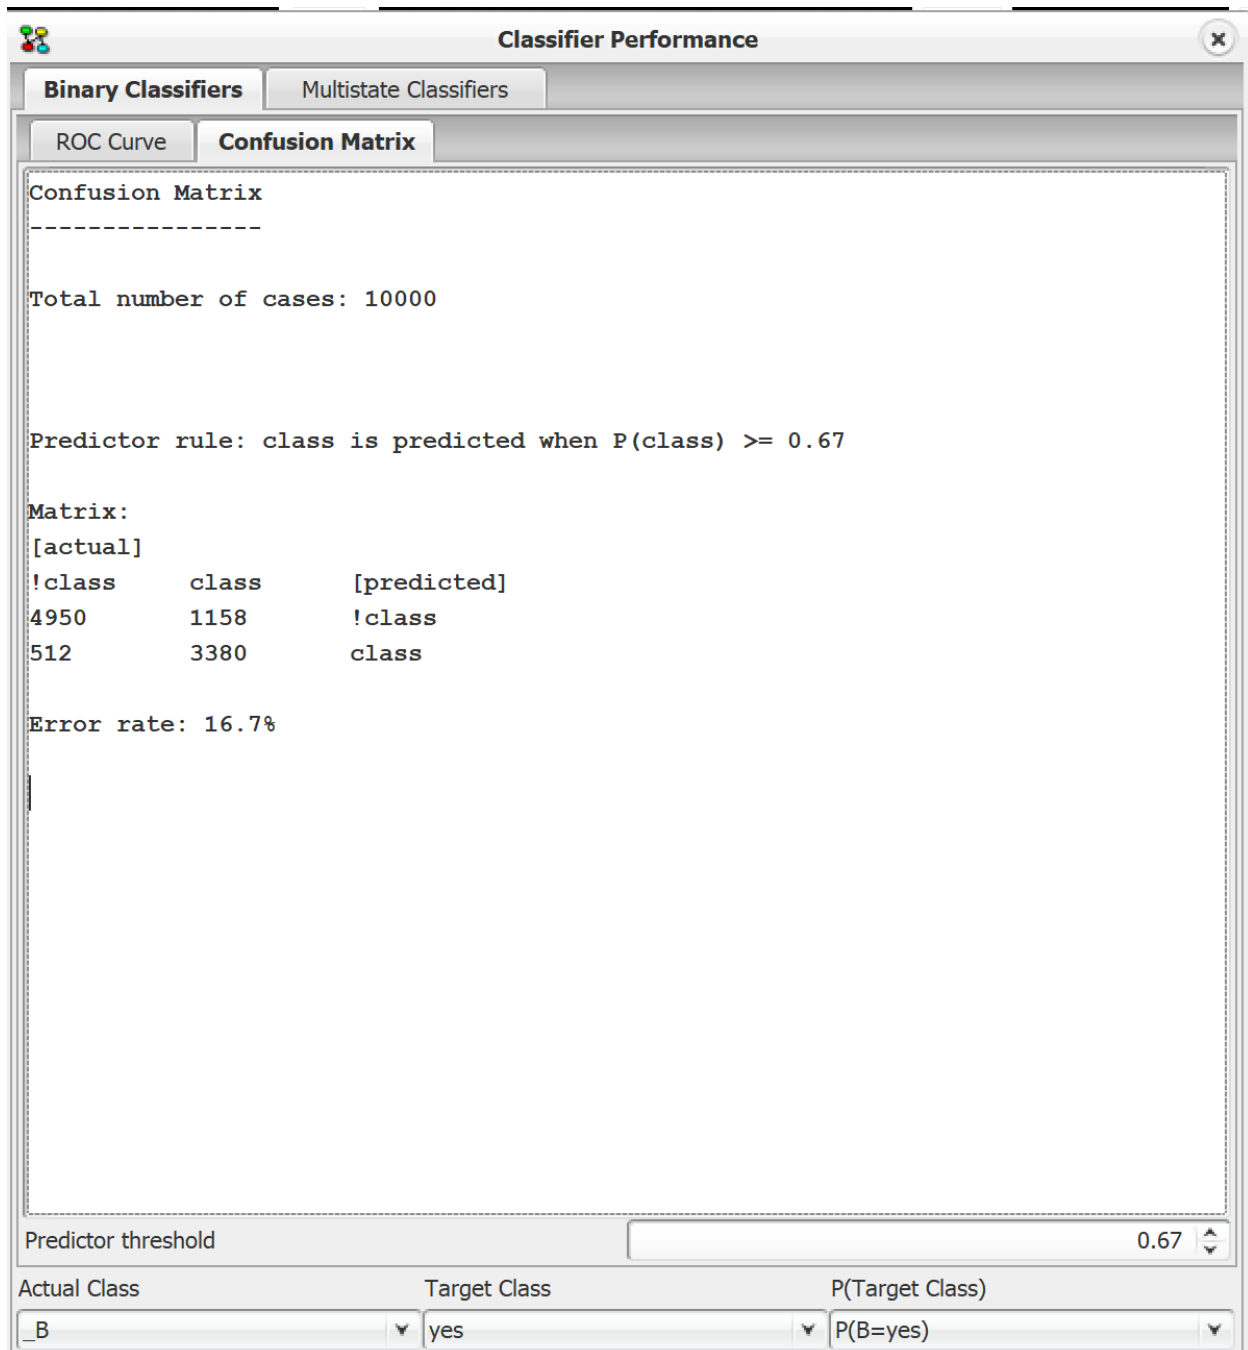 Classifier Performance
Binary Classifiers Multistate Classifiers
ROC Curve Confusion Matrix
Confusion Matrix
----------------
Total number of cases: 10000
Predictor rule: class is predicted when P(class) >= 0.67
Matrix:
[actual]
!class class [predicted]
4950 1158 !class
512 3380 class
Error rate: 16.7%
Predictor threshold 0.67
Actual Class Target Class P(Target Class)
_B yes P(B=yes)